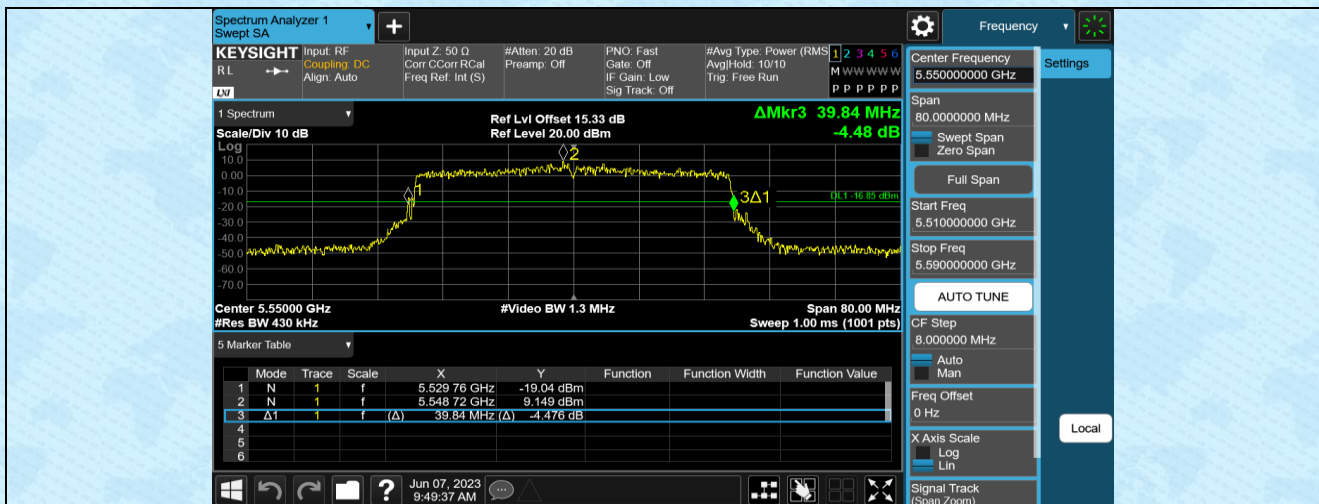 Spectrum Analyzer 1
Swept SA
+
Frequency
KEYSIGHT
R L
LXI
Input: RF
Coupling: DC
Align: Auto
Input Z: 50 Ω
Corr CCorr RCal
Freq Ref: Int (S)
#Atten: 20 dB
Preamp: Off
PNO: Fast
Gate: Off
IF Gain: Low
Sig Track: Off
#Avg Type: Power (RMS
Avg|Hold: 10/10
Trig: Free Run
1 2 3 4 5 6
M W W W W W
P P P P P P
1 Spectrum
Scale/Div 10 dB
Ref Lvl Offset 15.33 dB
Ref Level 20.00 dBm
ΔMkr3 39.84 MHz
-4.48 dB
Log
10.0
0.00
-10.0
-20.0
-30.0
-40.0
-50.0
-60.0
-70.0
1
2
3Δ1
DL1 -16.85 dBm
Center 5.55000 GHz
#Video BW 1.3 MHz
Span 80.00 MHz
#Res BW 430 kHz
Sweep 1.00 ms (1001 pts)
5 Marker Table
Mode Trace Scale X Y Function Function Width Function Value
1 N 1 f 5.529 76 GHz -19.04 dBm
2 N 1 f 5.548 72 GHz 9.149 dBm
3 Δ1 1 f (Δ) 39.84 MHz (Δ) -4.476 dB
4
5
6
?
Jun 07, 2023
9:49:37 AM
Center Frequency
5.550000000 GHz
Span
80.0000000 MHz
Swept Span
Zero Span
Full Span
Start Freq
5.510000000 GHz
Stop Freq
5.590000000 GHz
AUTO TUNE
CF Step
8.000000 MHz
Auto
Man
Freq Offset
0 Hz
X Axis Scale
Log
Lin
Signal Track
(Span Zoom)
Settings
Local